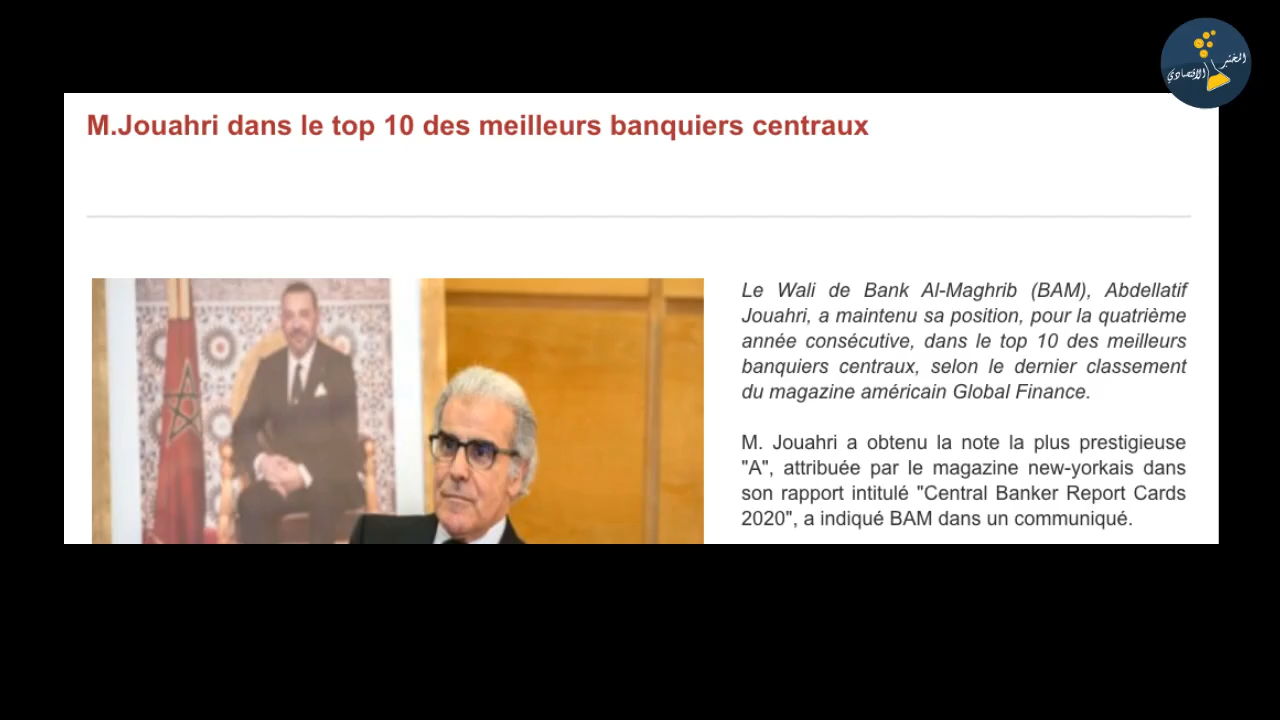 المختبر
الاقتصادي
M.Jouahri dans le top 10 des meilleurs banquiers centraux
Le Wali de Bank Al-Maghrib (BAM), Abdellatif
Jouahri, a maintenu sa position, pour la quatrième
année consécutive, dans le top 10 des meilleurs
banquiers centraux, selon le dernier classement
du magazine américain Global Finance.
M. Jouahri a obtenu la note la plus prestigieuse
"A", attribuée par le magazine new-yorkais dans
son rapport intitulé "Central Banker Report Cards
2020", a indiqué BAM dans un communiqué.